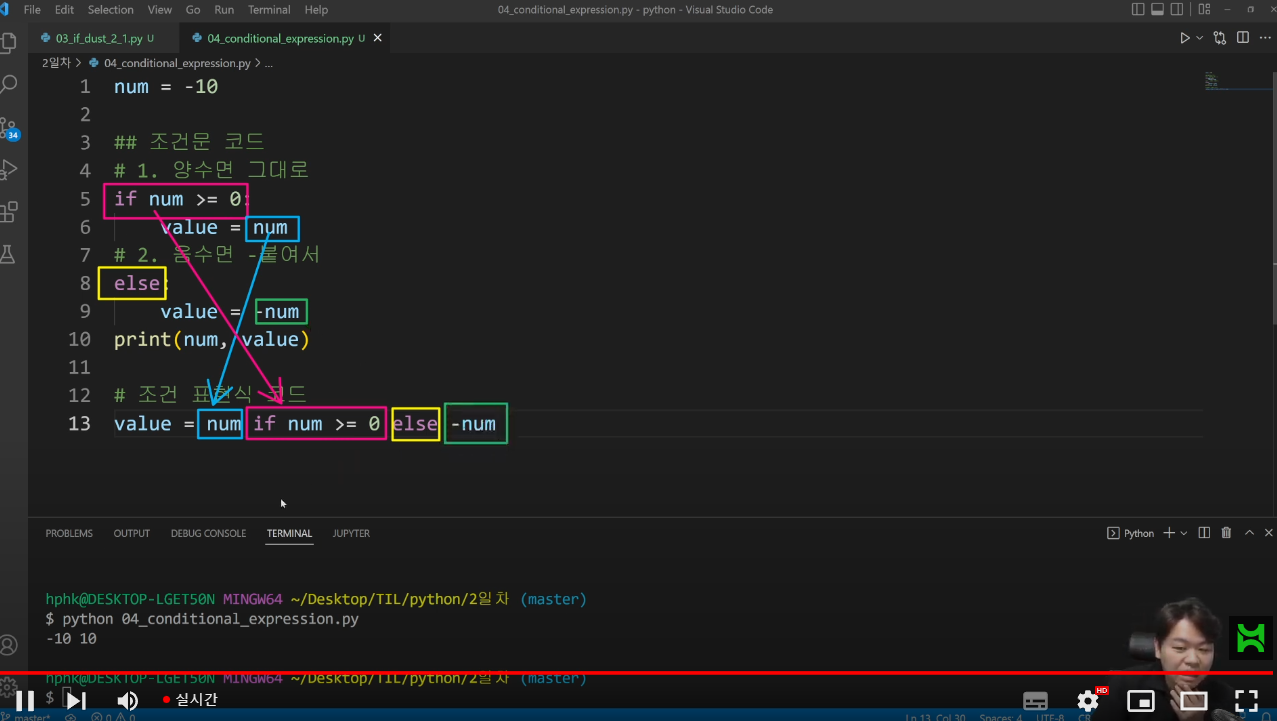 File Edit Selection View Go Run Terminal Help 04_conditional_expression.py - python - Visual Studio Code
03_if_dust_2_1.py U 04_conditional_expression.py U
2일차 > 04_conditional_expression.py > ...
1 num = -10
2
3 ## 조건문 코드
4 # 1. 양수면 그대로
5 if num >= 0:
6 value = num
7 # 2. 음수면 -붙여서
8 else:
9 value = -num
10 print(num, value)
11
12 # 조건 표현식 코드
13 value = num if num >= 0 else -num
34
PROBLEMS OUTPUT DEBUG CONSOLE TERMINAL JUPYTER
Python
hphk@DESKTOP-LGET50N MINGW64 ~/Desktop/TIL/python/2일차 (master)
$ python 04_conditional_expression.py
-10 10
hphk@DESKTOP-LGET50N MINGW64 ~/Desktop/TIL/python/2일차 (master)
$
실시간
HD
master* 0 0 Ln 13, Col 30 Spaces: 4 UTF-8